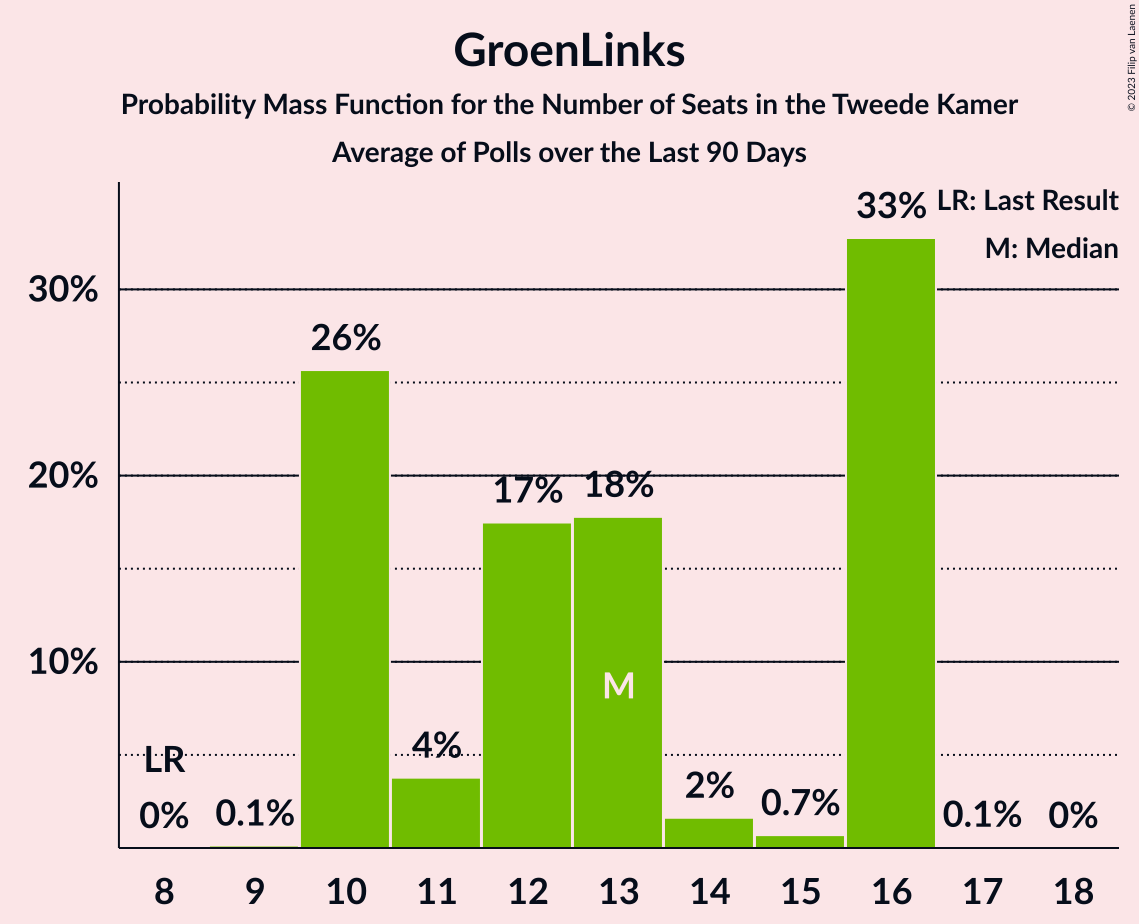 GroenLinks
Probability Mass Function for the Number of Seats in the Tweede Kamer
Average of Polls over the Last 90 Days
© 2023 Filip van Laenen
LR: Last Result
M: Median
30%
20%
10%
LR
0%
0.1%
26%
4%
17%
18%
M
2%
0.7%
33%
0.1%
0%
8 9 10 11 12 13 14 15 16 17 18